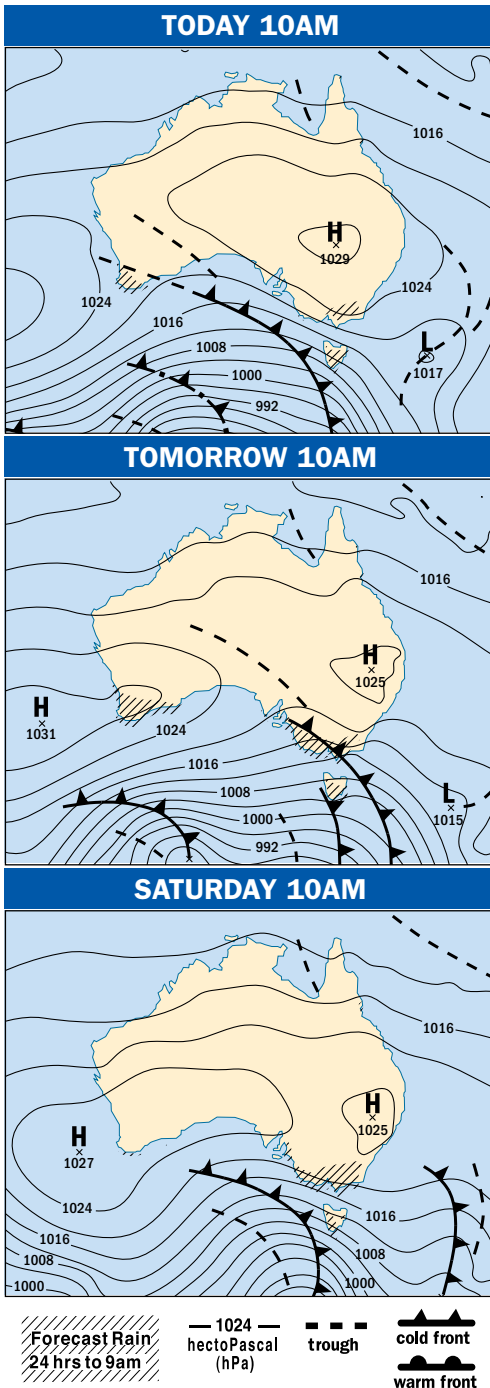 TODAY 10AM
1016
H
1029
1024
1024
1016
L
1008
1017
1000
992
TOMORROW 10AM
1016
H
1025
H
1031
1024
1016
1008
L
1015
1000
992
SATURDAY 10AM
1016
H
1025
H
1027
1024
1016
1016
1008
1008
1000
1000
Forecast Rain
24 hrs to 9am
1024
hectoPascal
(hPa)
trough
cold front
warm front